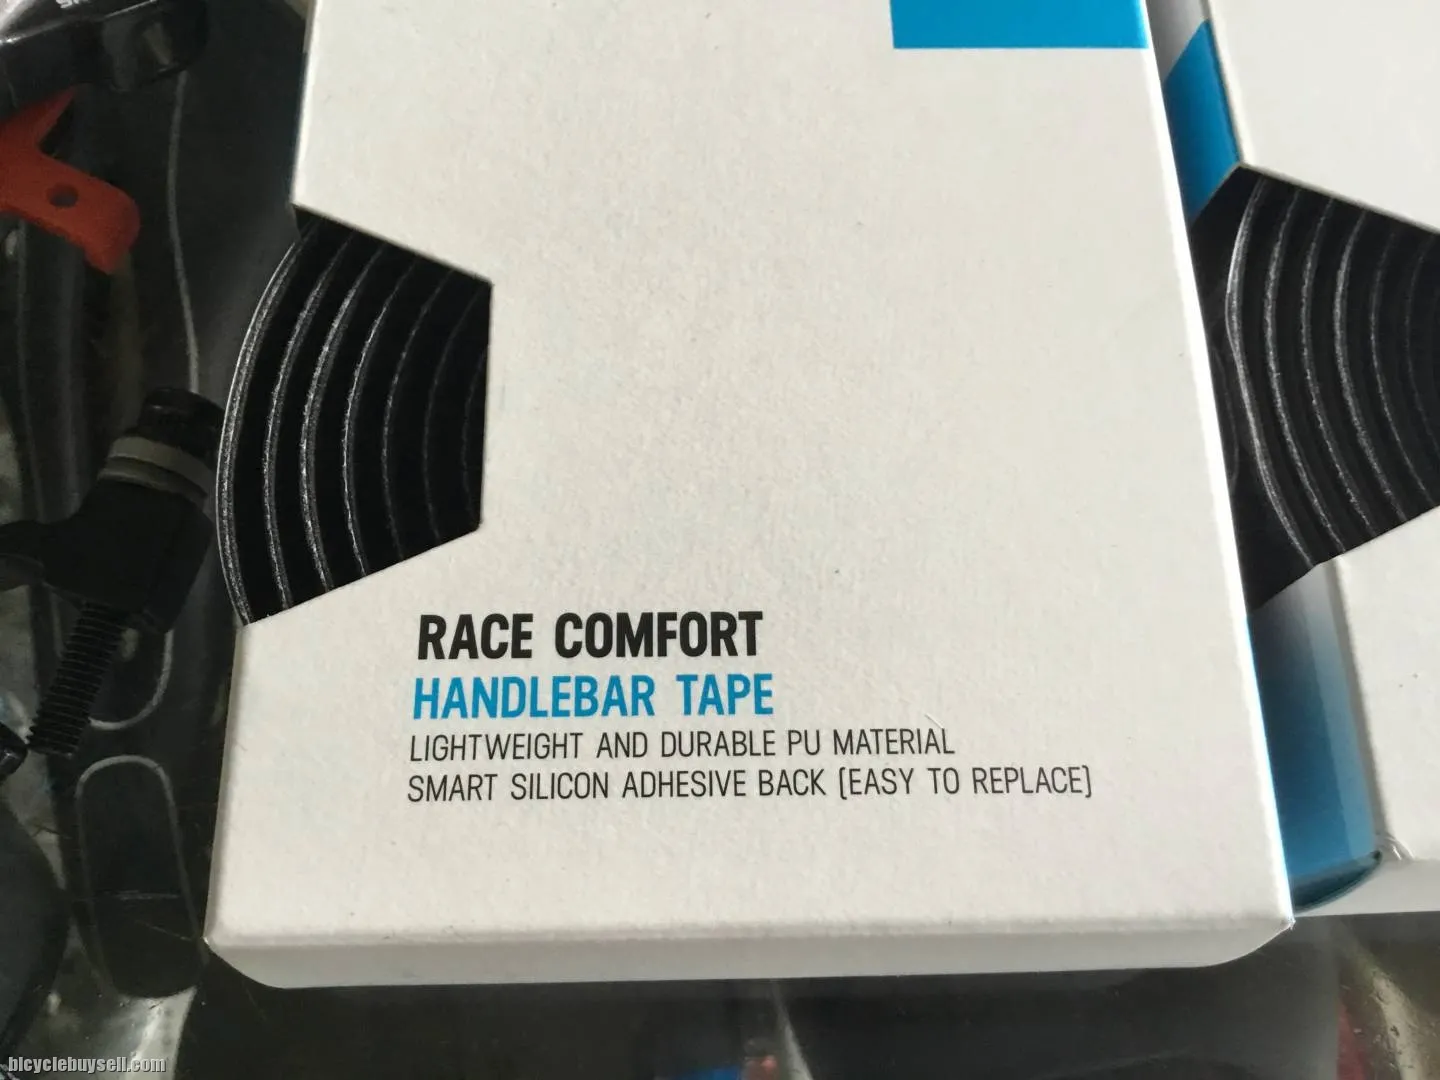 RACE COMFORT
HANDLEBAR TAPE
LIGHTWEIGHT AND DURABLE PU MATERIAL
SMART SILICON ADHESIVE BACK [EASY TO REPLACE]
bicyclebuysell.com